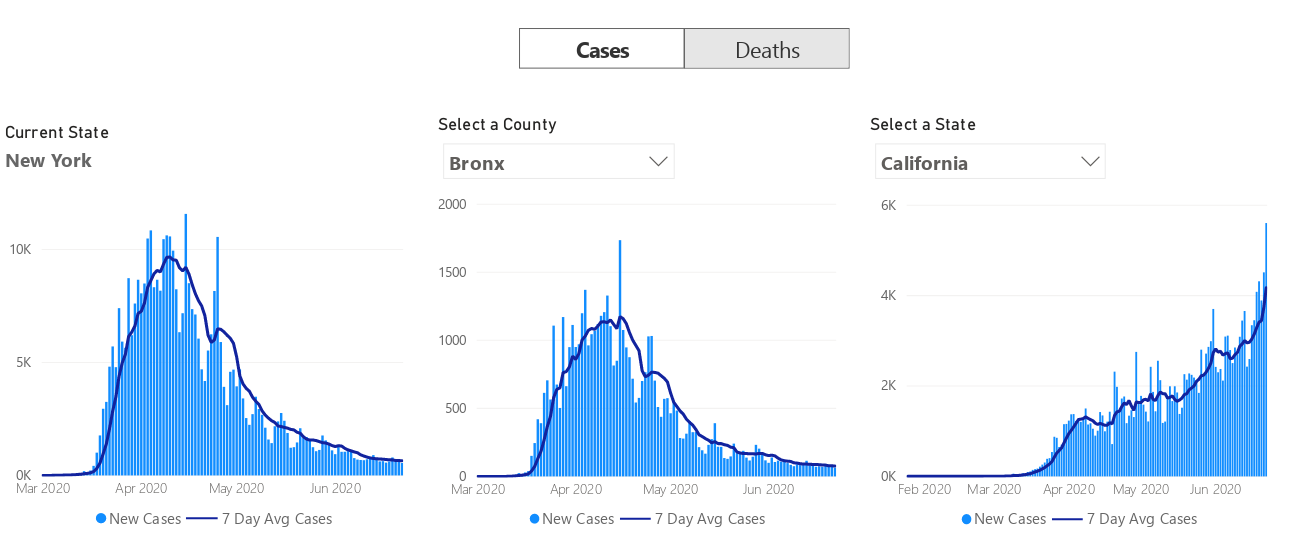 Cases Deaths
Current State
New York
10K
5K
0K
Mar 2020 Apr 2020 May 2020 Jun 2020
New Cases 7 Day Avg Cases
Select a County
Bronx
2000
1500
1000
500
0
Mar 2020 Apr 2020 May 2020 Jun 2020
New Cases 7 Day Avg Cases
Select a State
California
6K
4K
2K
0K
Feb 2020 Mar 2020 Apr 2020 May 2020 Jun 2020
New Cases 7 Day Avg Cases